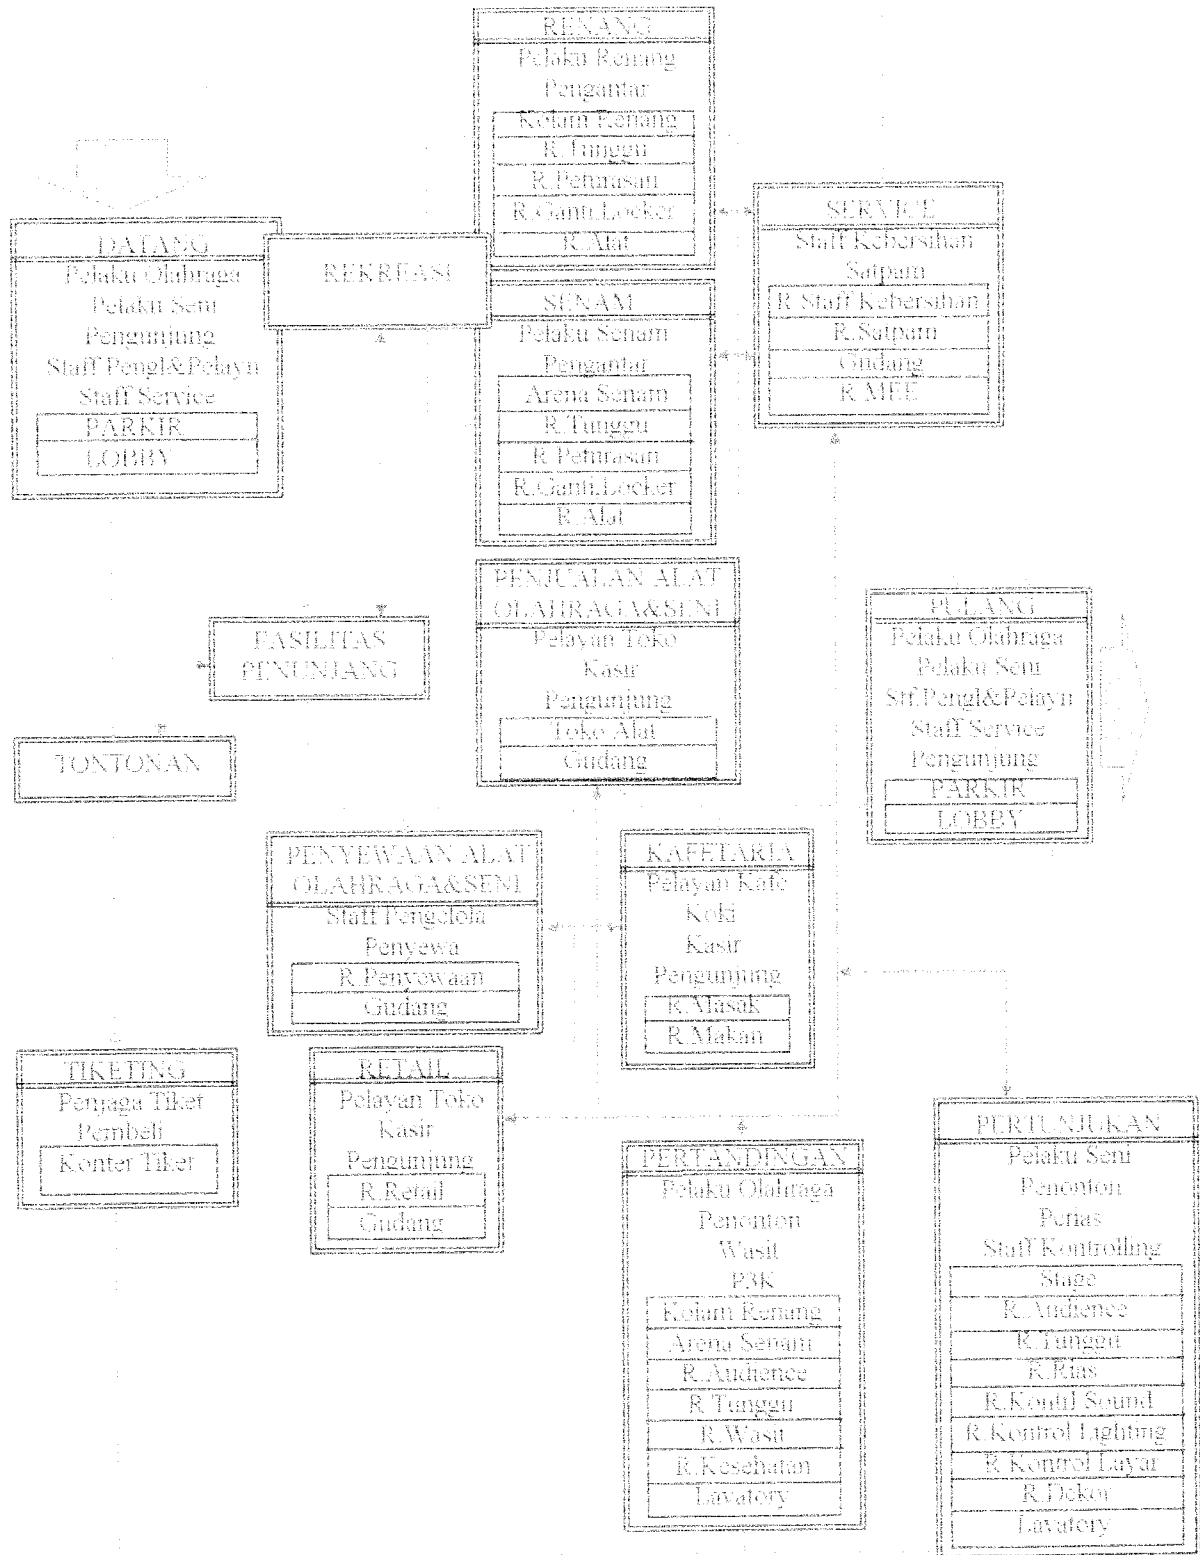 RENANG
Pelaku Renang
Pengantar
Kolam Renang
R.Tunggu
R.Pemrasan
R.Ganti.Locker
R.Alat
DATANG
Pelaku Olahraga
Pelaku Seni
Pengunjung
Staff Pengl&Pelayn
Staff Service
PARKIR
LOBBY
REKREASI
SERVICE
Staff Kebersihan
Satpam
R.Staff Kebersihan
R.Satpam
Gudang
R.MEE
SENAM
Pelaku Senam
Pengantar
Arena Senam
R.Tunggu
R.Pemrasan
R.Ganti.Locker
R.Alat
PENJUALAN ALAT
OLAHRAGA&SENI
Pelayan Toko
Kasir
Pengunjung
Toko Alat
Gudang
PULANG
Pelaku Olahraga
Pelaku Seni
Stf.Pengl&Pelayn
Staff Service
Pengunjung
PARKIR
LOBBY
FASILITAS
PENUNJANG
TONTONAN
PENYEWAAN ALAT
OLAHRAGA&SENI
Staff Pengelola
Penyewa
R.Penyewaan
Gudang
KAFETARIA
Pelayan Kafe
Koki
Kasir
Pengunjung
R.Masak
R.Makan
TIKETING
Penjaga Tiket
Pembeli
Konter Tiker
RETAIL
Pelayan Toko
Kasir
Pengunjung
R.Retail
Gudang
PERTANDINGAN
Pelaku Olahraga
Penonton
Wasit
P3K
Kolam Renang
Arena Senam
R.Audience
R.Tunggu
R.Wasit
R.Kesehatan
Lavatory
PERTUNJUKAN
Pelaku Seni
Penonton
Perias
Staff Kontrolling
Stage
R.Audience
R.Tunggu
R.Rias
R.Kontrl Sound
R.Kontrol Lighting
R.Kontrol Layar
R.Dekor
Lavatory